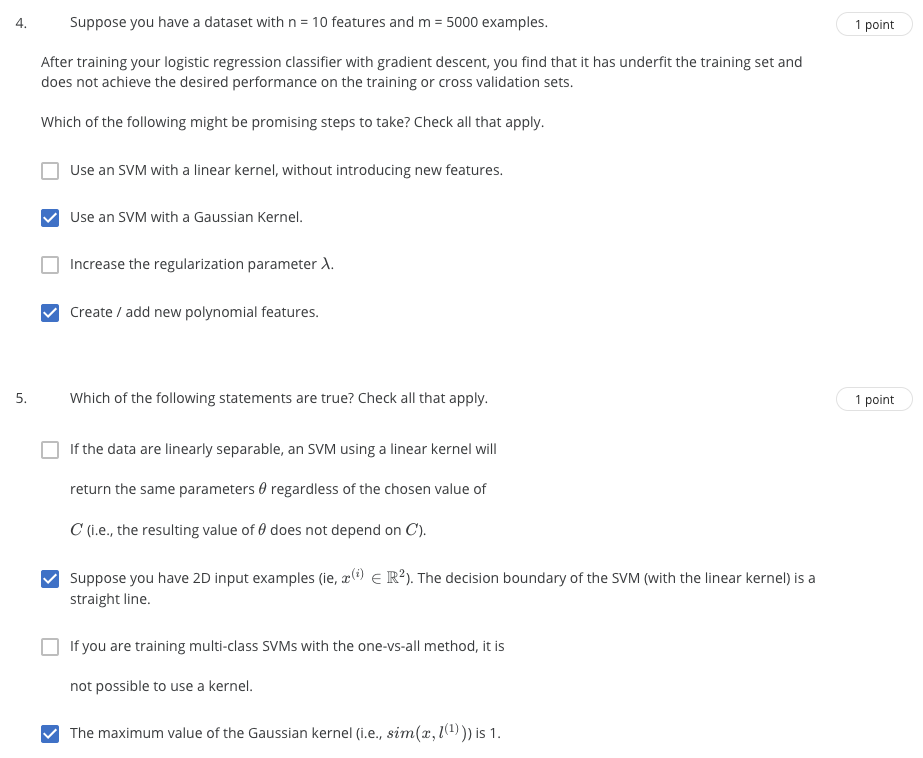 4. Suppose you have a dataset with n = 10 features and m = 5000 examples.
1 point
After training your logistic regression classifier with gradient descent, you find that it has underfit the training set and
does not achieve the desired performance on the training or cross validation sets.
Which of the following might be promising steps to take? Check all that apply.
Use an SVM with a linear kernel, without introducing new features.
Use an SVM with a Gaussian Kernel.
Increase the regularization parameter λ.
Create / add new polynomial features.
5. Which of the following statements are true? Check all that apply.
1 point
If the data are linearly separable, an SVM using a linear kernel will
return the same parameters θ regardless of the chosen value of
C (i.e., the resulting value of θ does not depend on C).
Suppose you have 2D input examples (ie, x^(i) ∈ ℝ²). The decision boundary of the SVM (with the linear kernel) is a
straight line.
If you are training multi-class SVMs with the one-vs-all method, it is
not possible to use a kernel.
The maximum value of the Gaussian kernel (i.e., sim(x, l^(1))) is 1.